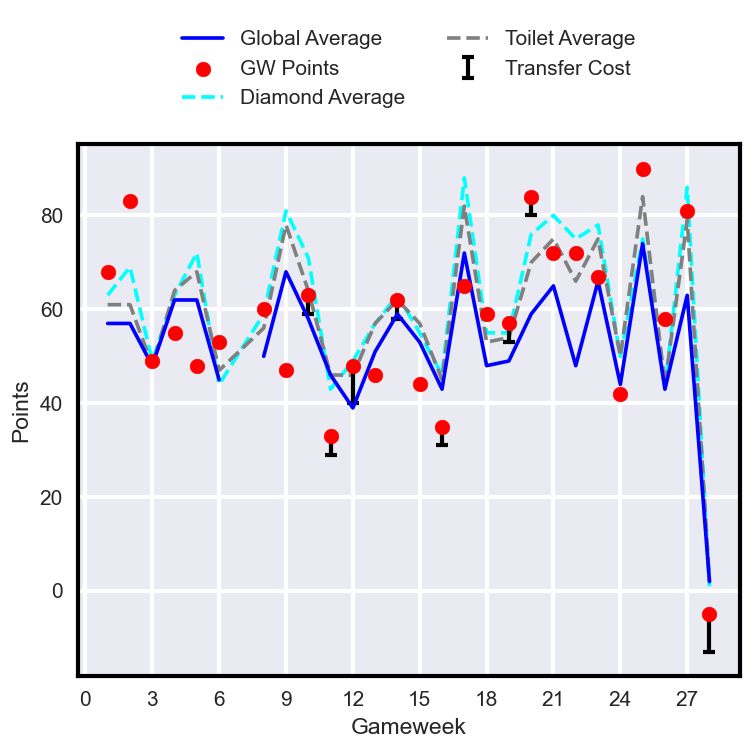 Global Average
GW Points
Diamond Average
Toilet Average
Transfer Cost
Points
80
60
40
20
0
0 3 6 9 12 15 18 21 24 27
Gameweek